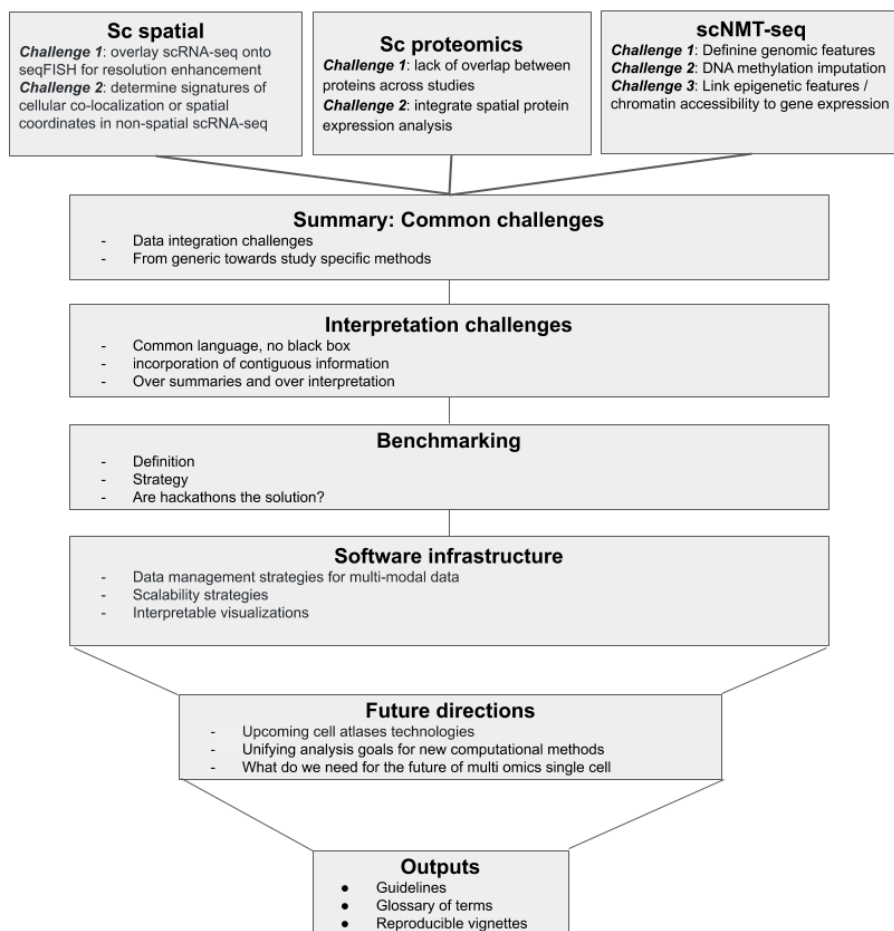 Sc spatial
Challenge 1: overlay scRNA-seq onto
seqFISH for resolution enhancement
Challenge 2: determine signatures of
cellular co-localization or spatial
coordinates in non-spatial scRNA-seq
Sc proteomics
Challenge 1: lack of overlap between
proteins across studies
Challenge 2: integrate spatial protein
expression analysis
scNMT-seq
Challenge 1: Definine genomic features
Challenge 2: DNA methylation imputation
Challenge 3: Link epigenetic features /
chromatin accessibility to gene expression
Summary: Common challenges
- Data integration challenges
- From generic towards study specific methods
Interpretation challenges
- Common language, no black box
- incorporation of contiguous information
- Over summaries and over interpretation
Benchmarking
- Definition
- Strategy
- Are hackathons the solution?
Software infrastructure
- Data management strategies for multi-modal data
- Scalability strategies
- Interpretable visualizations
Future directions
- Upcoming cell atlases technologies
- Unifying analysis goals for new computational methods
- What do we need for the future of multi omics single cell
Outputs
● Guidelines
● Glossary of terms
● Reproducible vignettes